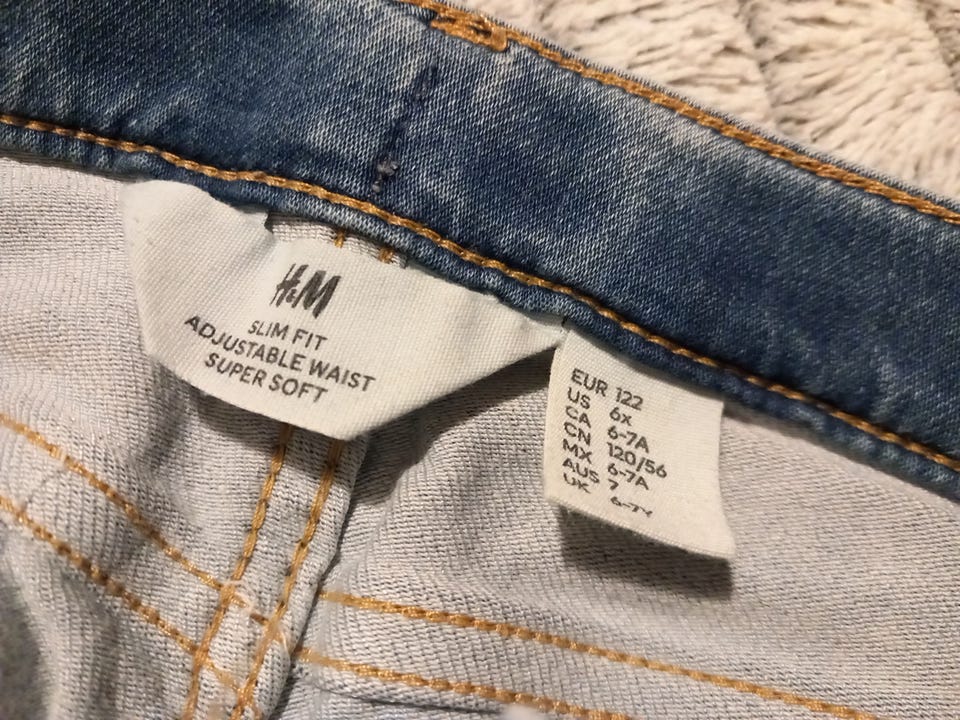 H&M
SLIM FIT
ADJUSTABLE WAIST
SUPER SOFT
EUR 122
US 6x
CA 6-7A
CN 120/56
MX 6-7A
AUS 7
UK 6-7Y